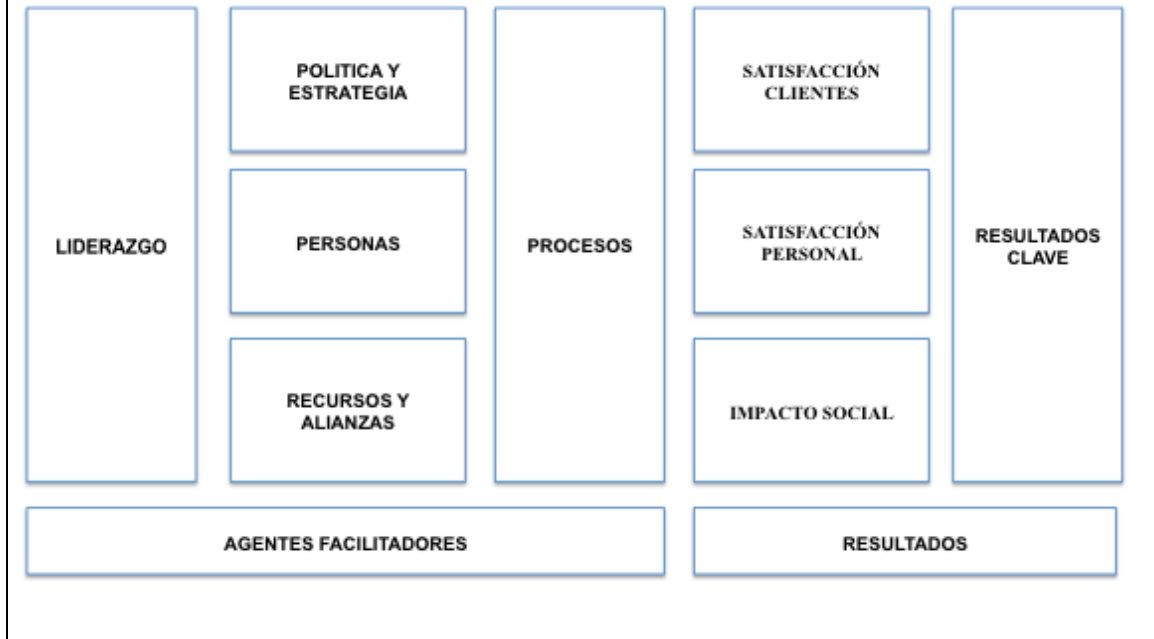 LIDERAZGO
POLITICA Y
ESTRATEGIA
PERSONAS
RECURSOS Y
ALIANZAS
PROCESOS
SATISFACCIÓN
CLIENTES
SATISFACCIÓN
PERSONAL
IMPACTO SOCIAL
RESULTADOS
CLAVE
AGENTES FACILITADORES
RESULTADOS